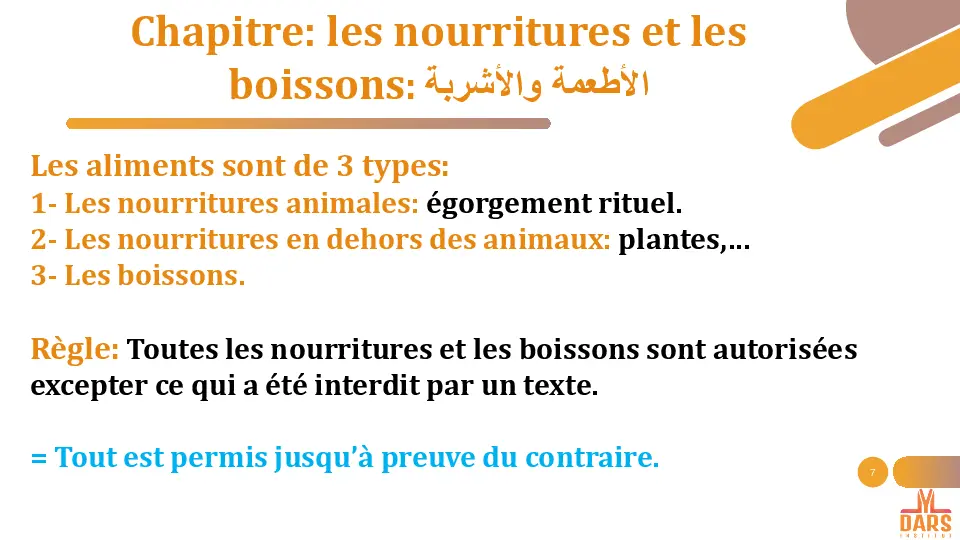 Chapitre: les nourritures et les
boissons: الأطعمة والأشربة
Les aliments sont de 3 types:
1- Les nourritures animales: égorgement rituel.
2- Les nourritures en dehors des animaux: plantes,...
3- Les boissons.
Règle: Toutes les nourritures et les boissons sont autorisées
excepter ce qui a été interdit par un texte.
= Tout est permis jusqu’à preuve du contraire.
7
DARS
INSTITUT